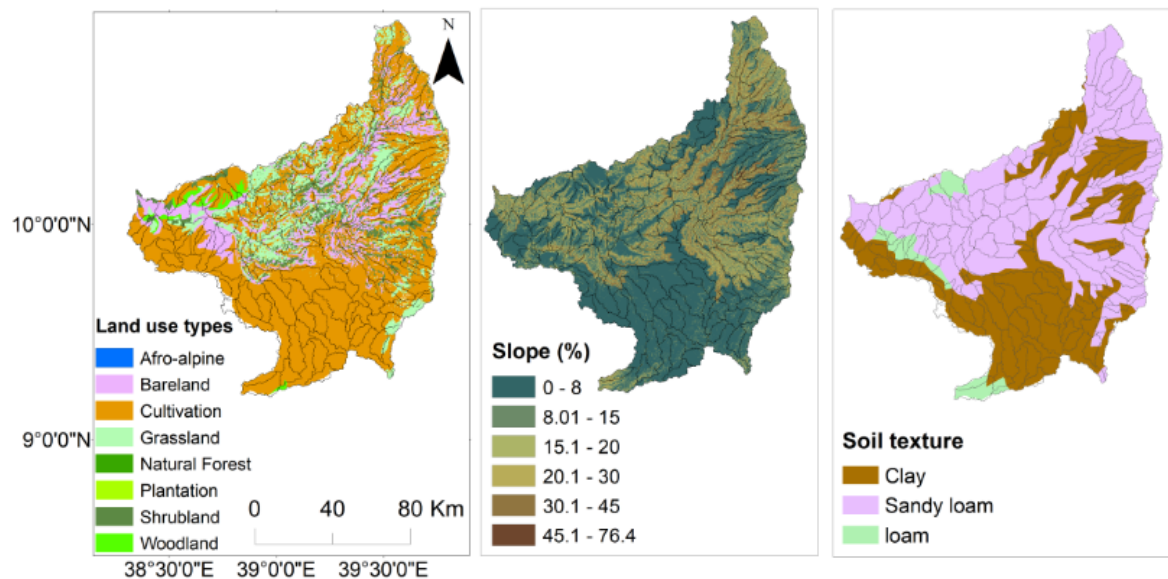 N
10°0'0"N
9°0'0"N
Land use types
Afro-alpine
Bareland
Cultivation
Grassland
Natural Forest
Plantation
Shrubland
Woodland
0 40 80 Km
38°30'0"E 39°0'0"E 39°30'0"E
Slope (%)
0 - 8
8.01 - 15
15.1 - 20
20.1 - 30
30.1 - 45
45.1 - 76.4
Soil texture
Clay
Sandy loam
loam